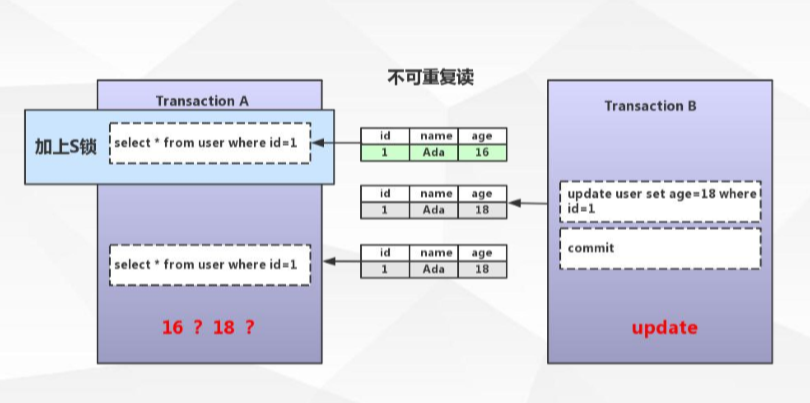 不可重复读
Transaction A
加上S锁
select * from user where id=1
id name age
1 Ada 16
Transaction B
id name age
1 Ada 18
update user set age=18 where
id=1
commit
select * from user where id=1
id name age
1 Ada 18
16 ? 18 ?
update